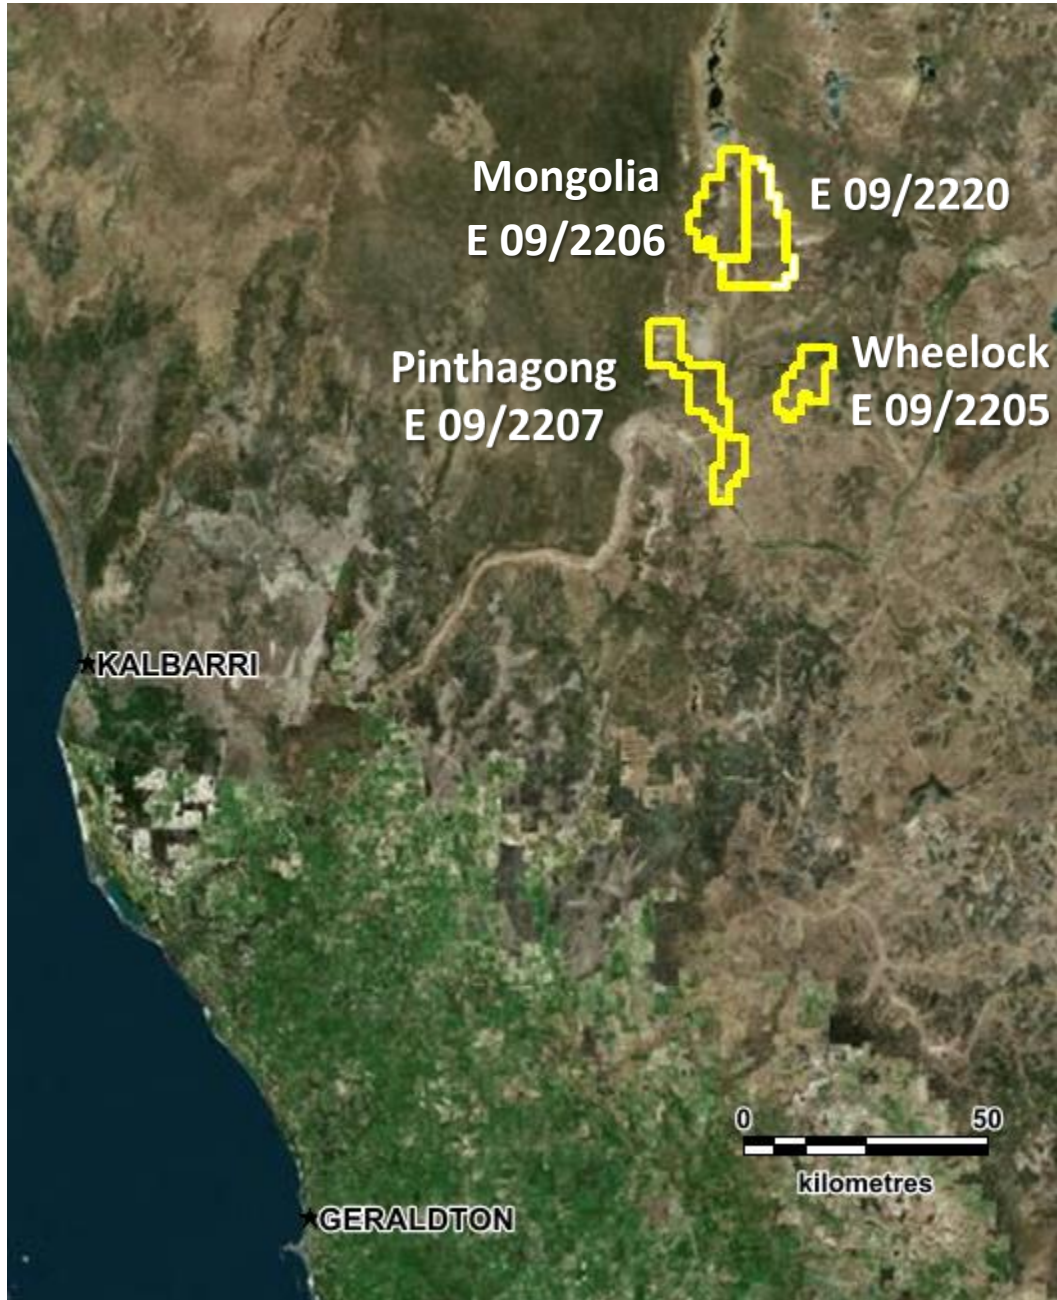 Mongolia
E 09/2206
E 09/2220
Pinthagong
E 09/2207
Wheelock
E 09/2205
KALBARRI
0 50
kilometres
GERALDTON